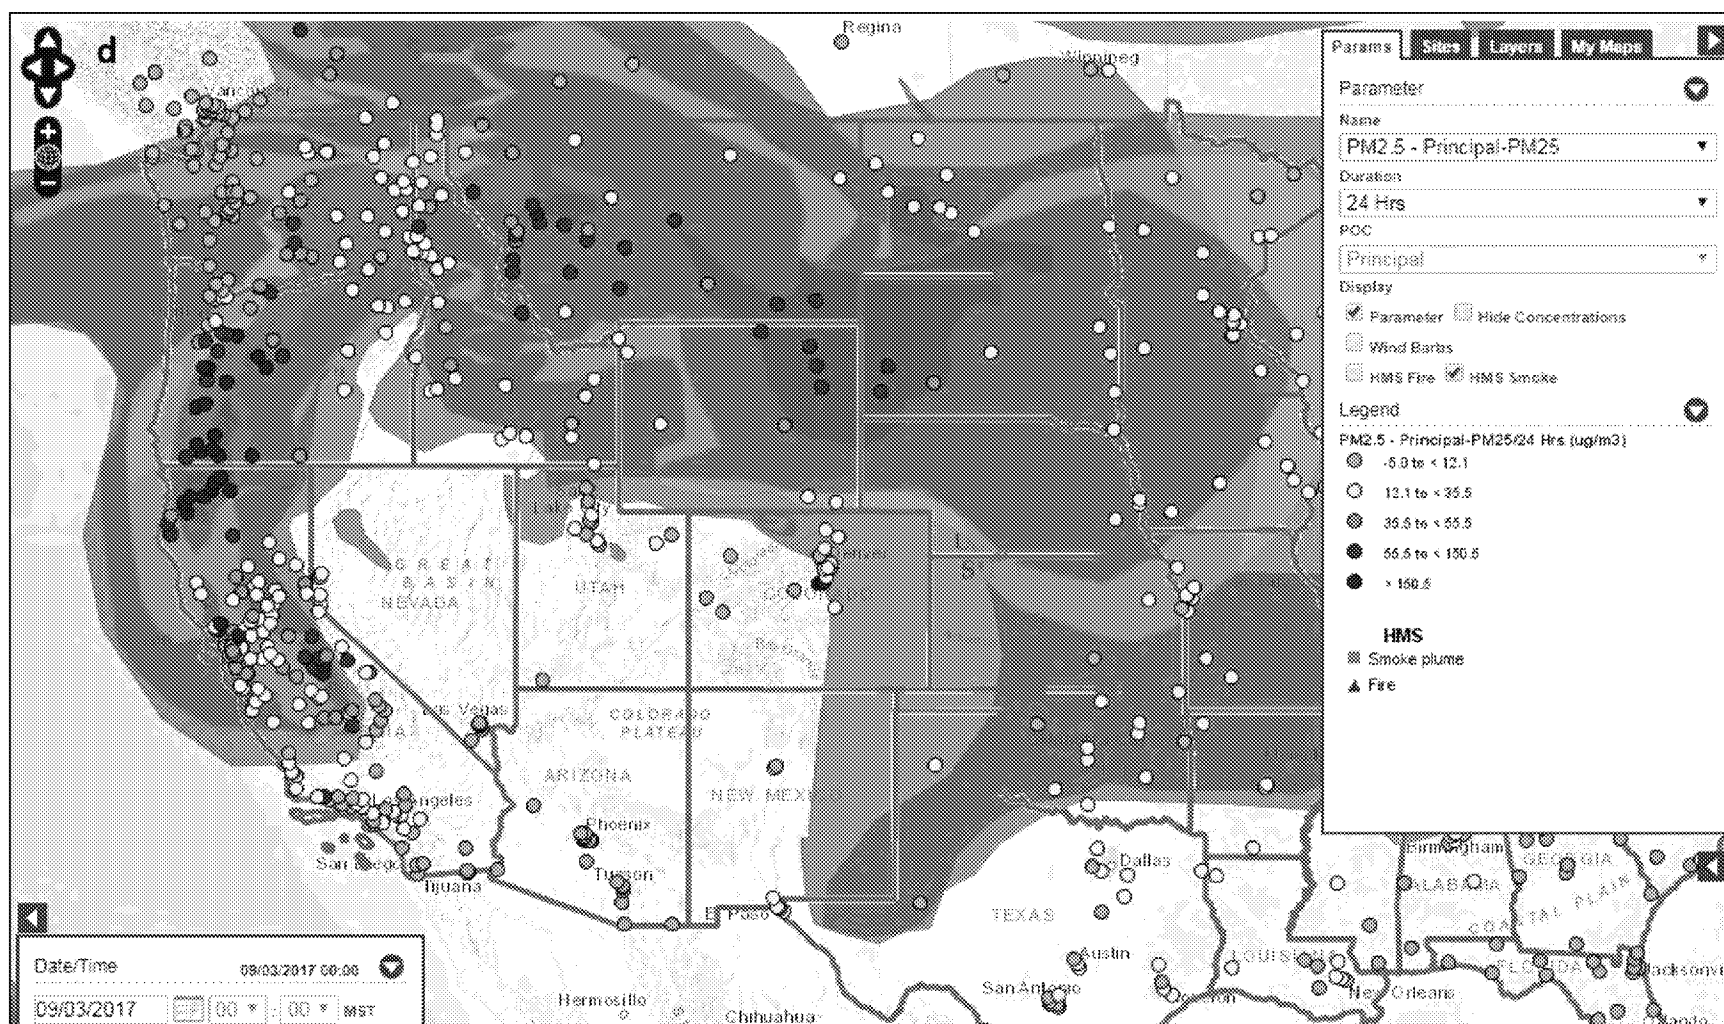 d
Regina
Winnipeg
Vancouver
Params
Sites
Layers
My Maps
Parameter
Name
PM2.5 - Principal-PM25
Duration
24 Hrs
POC
Principal
Display
Parameter
Hide Concentrations
Wind Barbs
HMS Fire
HMS Smoke
Legend
PM2.5 - Principal-PM25/24 Hrs (ug/m3)
-5.0 to < 12.1
12.1 to < 35.5
35.5 to < 55.5
55.5 to < 150.5
> 150.5
HMS
Smoke plume
Fire
GREAT
BASIN
NEVADA
UTAH
Las Vegas
COLORADO
PLATEAU
ARIZONA
NEW MEXI
Los Angeles
Phoenix
San Diego
Tijuana
Tucson
El Paso
Dallas
TEXAS
Austin
San Antonio
LOUISI
New Orleans
Birmingham
GEORGIA
ALABAMA
COASTAL PLAIN
FLORIDA
Jacksonvi
Orlando
Hermosillo
Chihuahua
Date/Time
09/03/2017 00:00
09/03/2017
00
:
00
MST